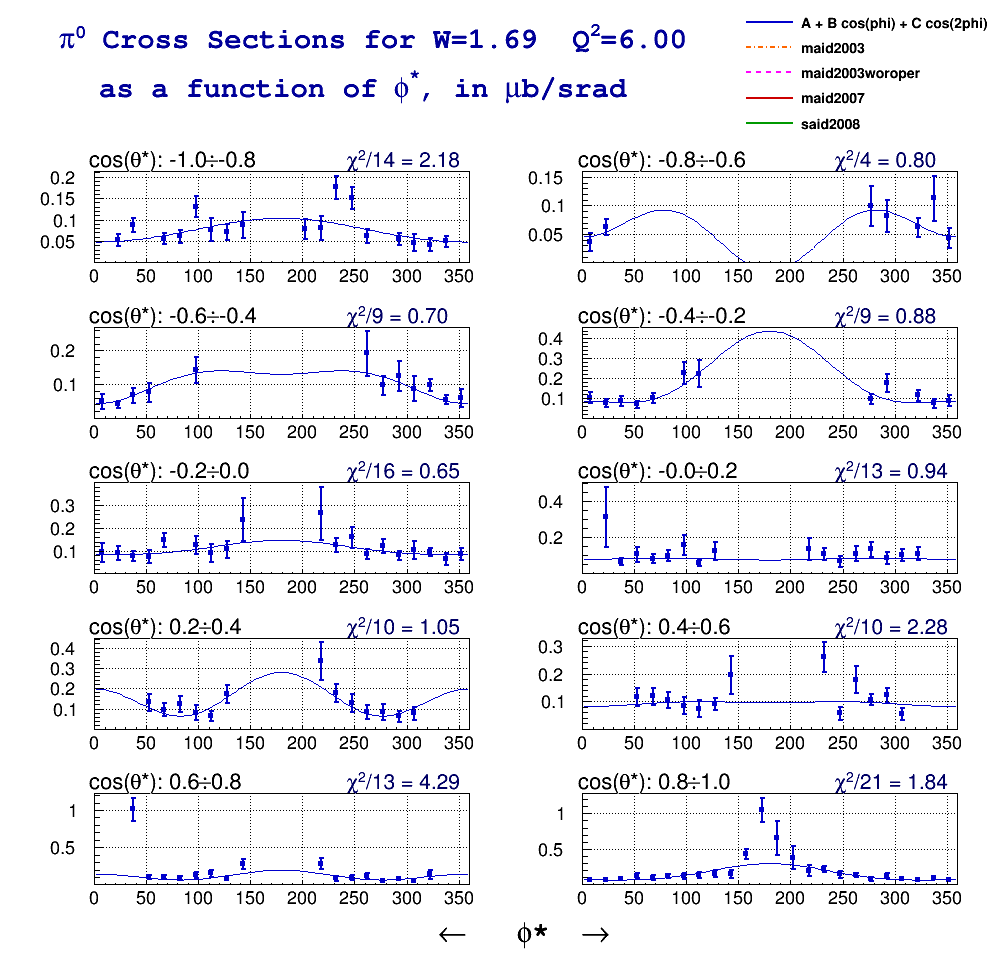 π⁰ Cross Sections for W=1.69 Q²=6.00
as a function of ϕ*, in μb/srad
A + B cos(phi) + C cos(2phi)
maid2003
maid2003woroper
maid2007
said2008
cos(θ*): -1.0÷-0.8 χ²/14 = 2.18
0.2
0.15
0.1
0.05
0 50 100 150 200 250 300 350
cos(θ*): -0.8÷-0.6 χ²/4 = 0.80
0.15
0.1
0.05
0 50 100 150 200 250 300 350
cos(θ*): -0.6÷-0.4 χ²/9 = 0.70
0.2
0.1
0 50 100 150 200 250 300 350
cos(θ*): -0.4÷-0.2 χ²/9 = 0.88
0.4
0.3
0.2
0.1
0 50 100 150 200 250 300 350
cos(θ*): -0.2÷0.0 χ²/16 = 0.65
0.3
0.2
0.1
0 50 100 150 200 250 300 350
cos(θ*): -0.0÷0.2 χ²/13 = 0.94
0.4
0.2
0 50 100 150 200 250 300 350
cos(θ*): 0.2÷0.4 χ²/10 = 1.05
0.4
0.3
0.2
0.1
0 50 100 150 200 250 300 350
cos(θ*): 0.4÷0.6 χ²/10 = 2.28
0.3
0.2
0.1
0 50 100 150 200 250 300 350
cos(θ*): 0.6÷0.8 χ²/13 = 4.29
1
0.5
0 50 100 150 200 250 300 350
cos(θ*): 0.8÷1.0 χ²/21 = 1.84
1
0.5
0 50 100 150 200 250 300 350
← ϕ* →